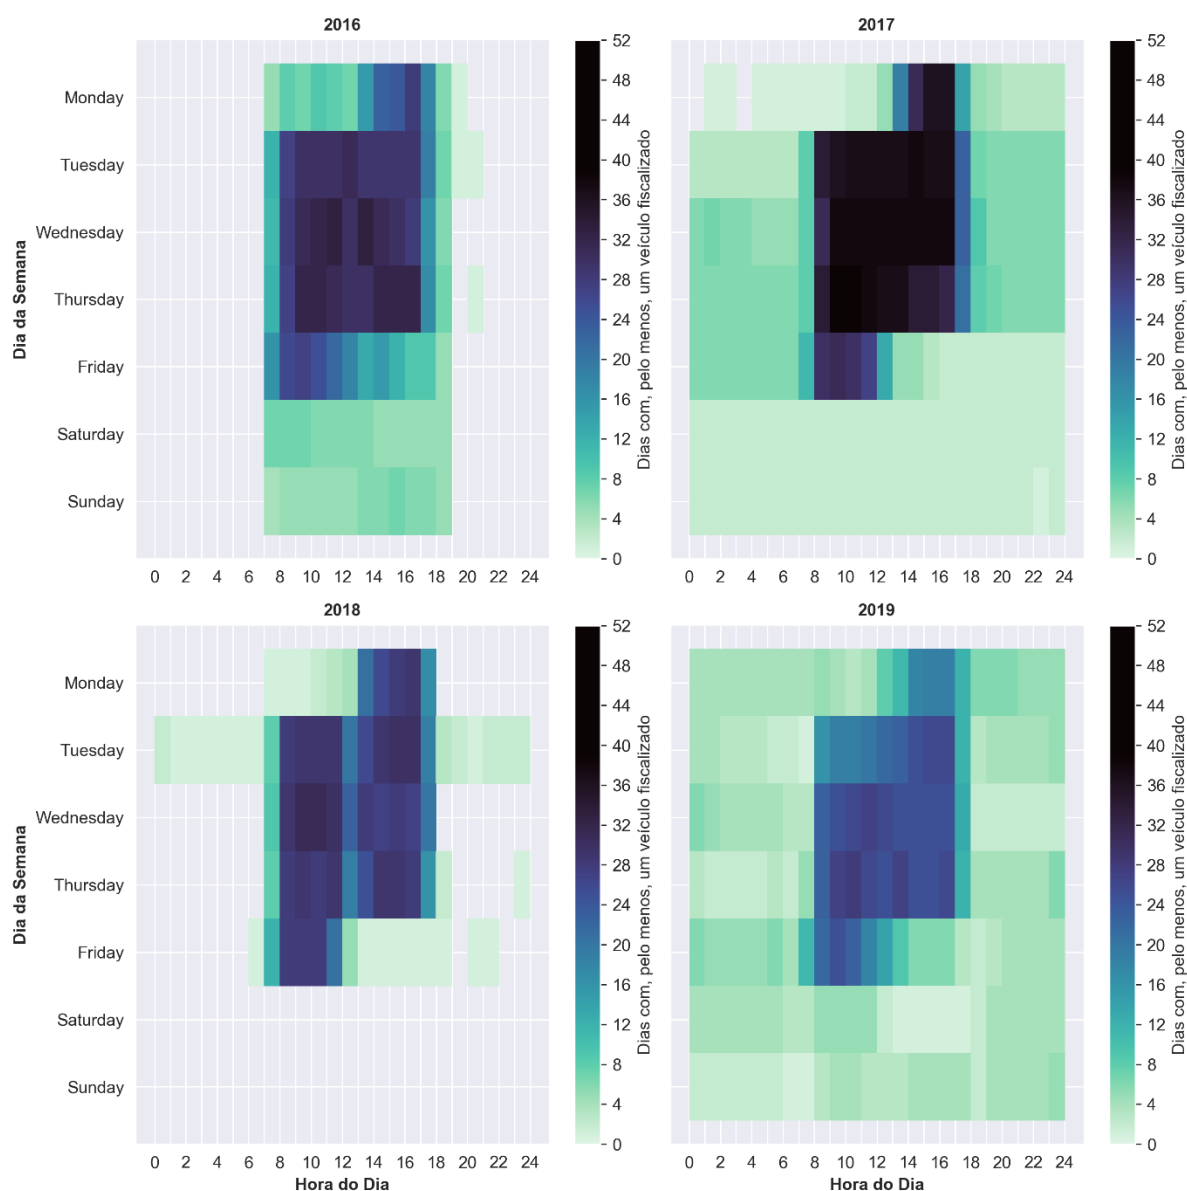 2016
2017
Dia da Semana
Monday
Tuesday
Wednesday
Thursday
Friday
Saturday
Sunday
0 2 4 6 8 10 12 14 16 18 20 22 24
52
48
44
40
36
32
28
24
20
16
12
8
4
0
Dias com, pelo menos, um veículo fiscalizado
0 2 4 6 8 10 12 14 16 18 20 22 24
52
48
44
40
36
32
28
24
20
16
12
8
4
0
Dias com, pelo menos, um veículo fiscalizado
2018
2019
Dia da Semana
Monday
Tuesday
Wednesday
Thursday
Friday
Saturday
Sunday
0 2 4 6 8 10 12 14 16 18 20 22 24
Hora do Dia
52
48
44
40
36
32
28
24
20
16
12
8
4
0
Dias com, pelo menos, um veículo fiscalizado
0 2 4 6 8 10 12 14 16 18 20 22 24
Hora do Dia
52
48
44
40
36
32
28
24
20
16
12
8
4
0
Dias com, pelo menos, um veículo fiscalizado